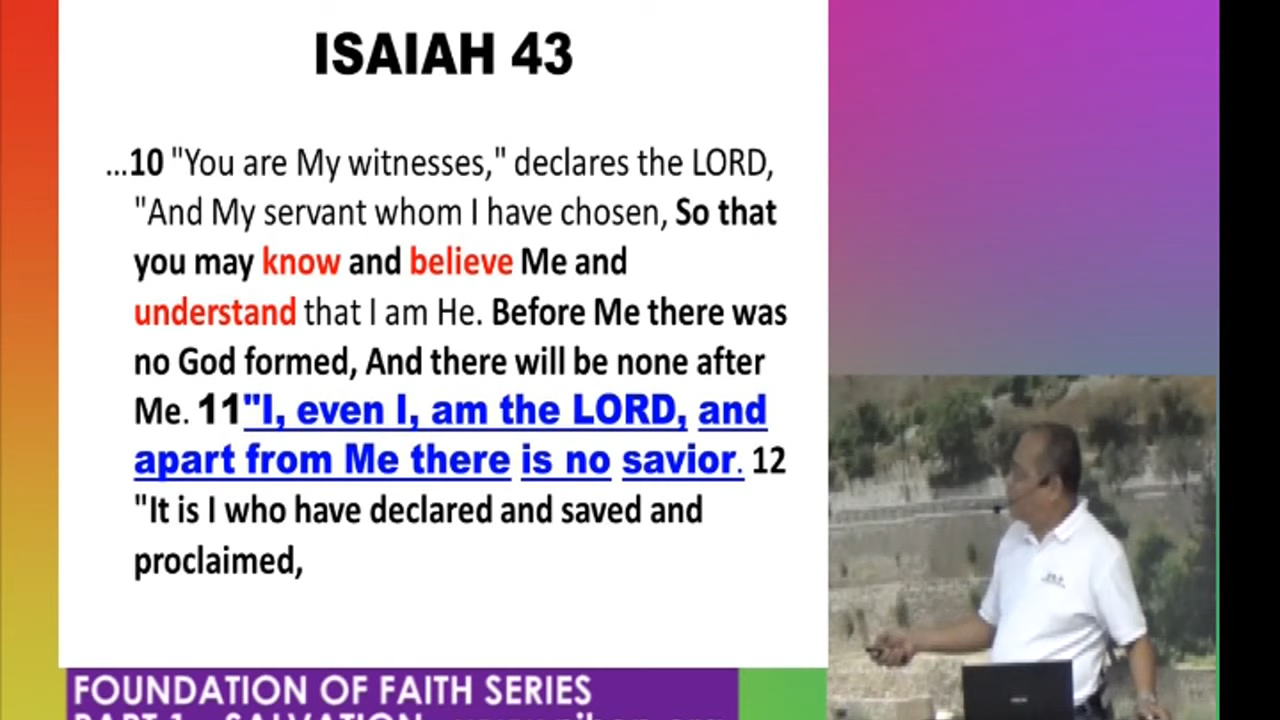 ISAIAH 43
...10 "You are My witnesses," declares the LORD,
"And My servant whom I have chosen, So that
you may know and believe Me and
understand that I am He. Before Me there was
no God formed, And there will be none after
Me. 11"I, even I, am the LORD, and
apart from Me there is no savior. 12
"It is I who have declared and saved and
proclaimed,
FOUNDATION OF FAITH SERIES
PART 1 - SALVATION